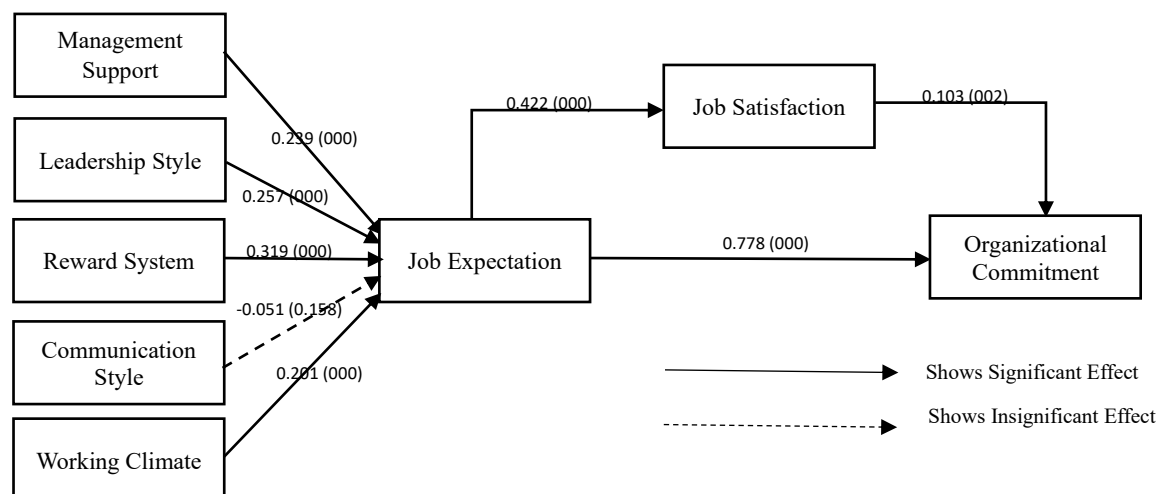 Management
Support
0.239 (000)
Leadership Style
0.257 (000)
Reward System
0.319 (000)
-0.051 (0.158)
Communication
Style
0.201 (000)
Working Climate
Job Expectation
0.422 (000)
Job Satisfaction
0.103 (002)
0.778 (000)
Organizational
Commitment
Shows Significant Effect
Shows Insignificant Effect